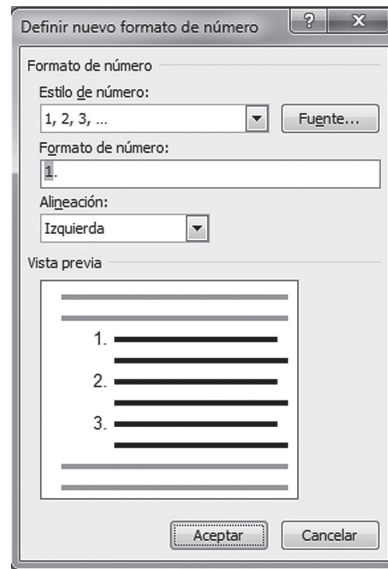 Definir nuevo formato de número
Formato de número
Estilo de número:
1, 2, 3, ...
Fuente...
Formato de número:
1.
Alineación:
Izquierda
Vista previa
1.
2.
3.
Aceptar
Cancelar